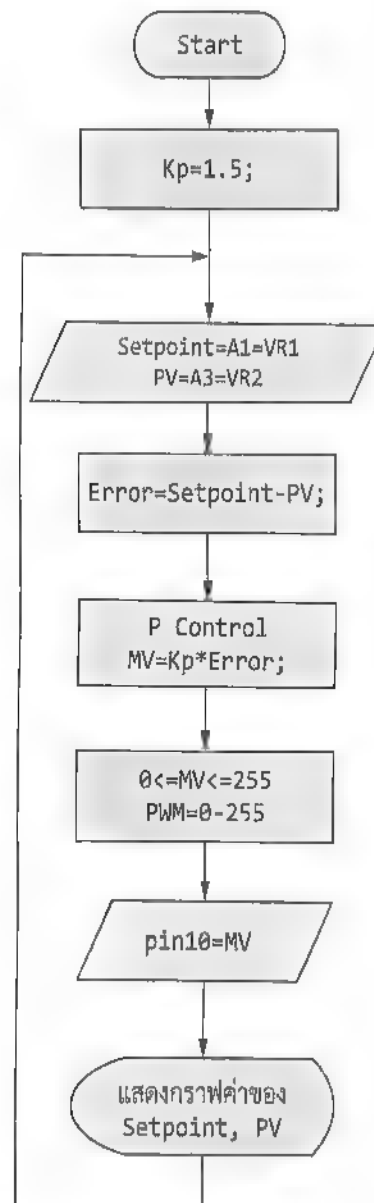 Start
Kp=1.5;
Setpoint=A1=VR1
PV=A3=VR2
Error=Setpoint-PV;
P Control
MV=Kp*Error;
0<=MV<=255
PWM=0-255
pin10=MV
แสดงกราฟค่าของ
Setpoint, PV